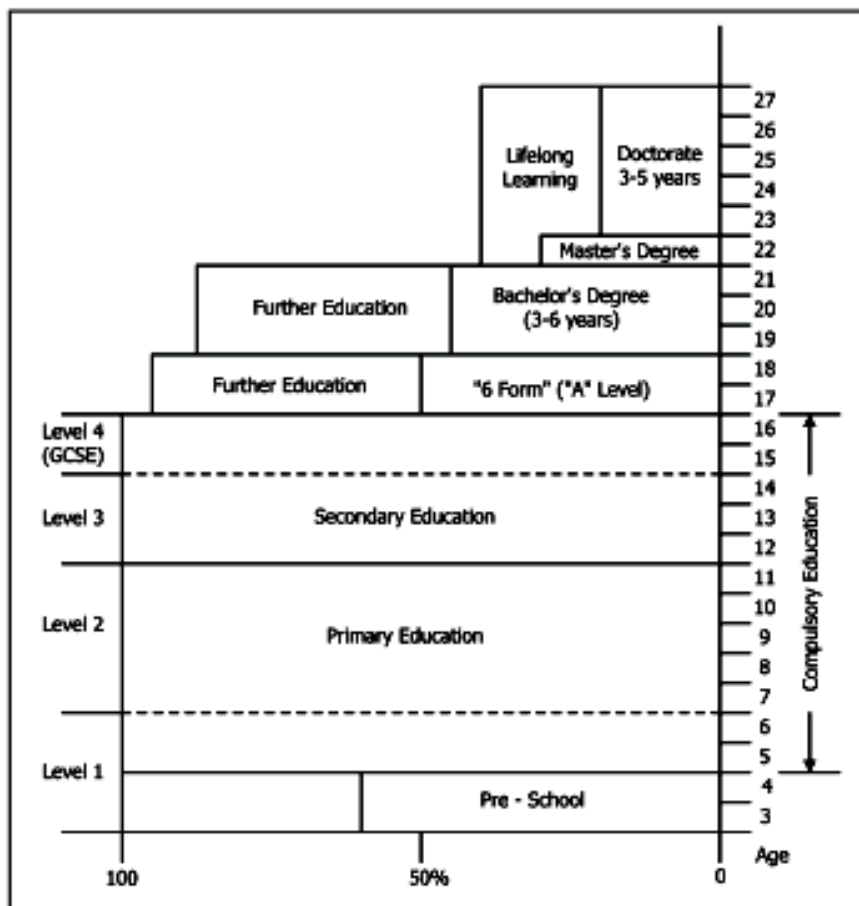 27
26
Lifelong
Learning
Doctorate
3-5 years
25
24
23
Master's Degree
22
21
Further Education
Bachelor's Degree
(3-6 years)
20
19
18
Further Education
"6 Form" ("A" Level)
17
Level 4
(GCSE)
16
15
14
Level 3
Secondary Education
13
12
11
10
Level 2
Primary Education
9
8
7
Compulsory Education
6
5
Level 1
4
Pre - School
3
Age
100
50%
0